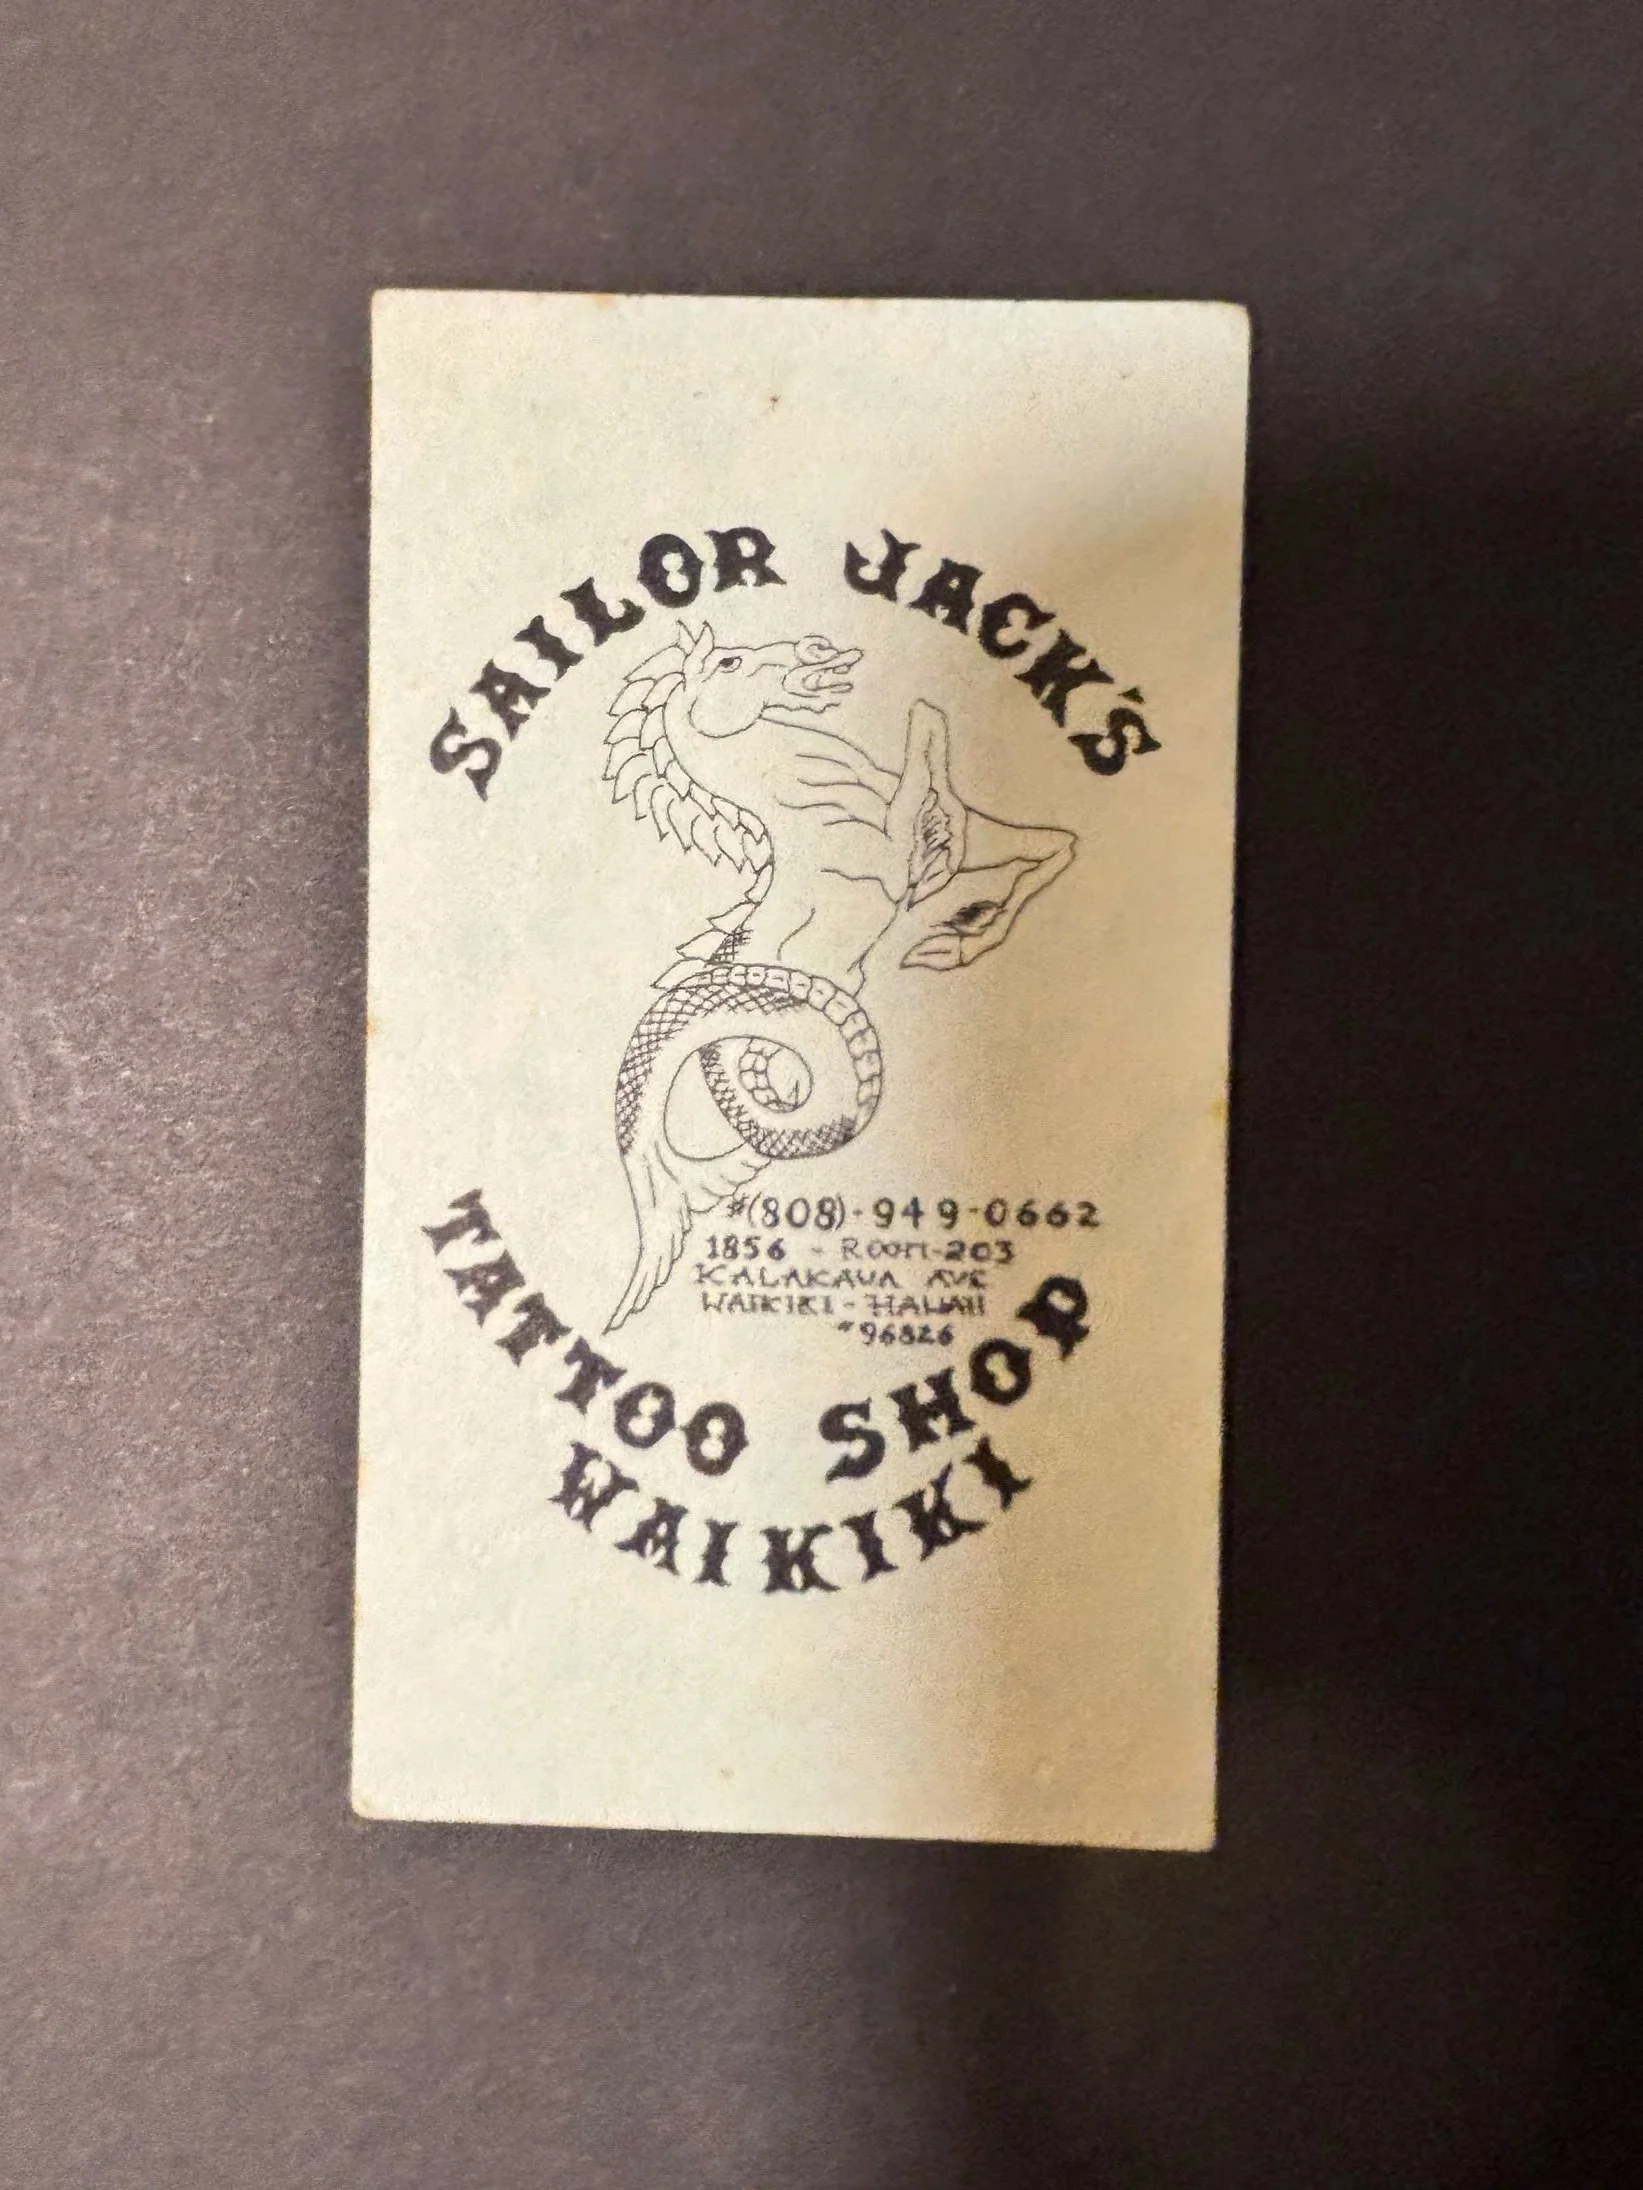 SAILOR JACK'S
#(808)-949-0662
1856 - ROOM-203
KALAKAUA AVE
WAIKIKI - HAWAII
#96826
TATTOO SHOP
WAIKIKI